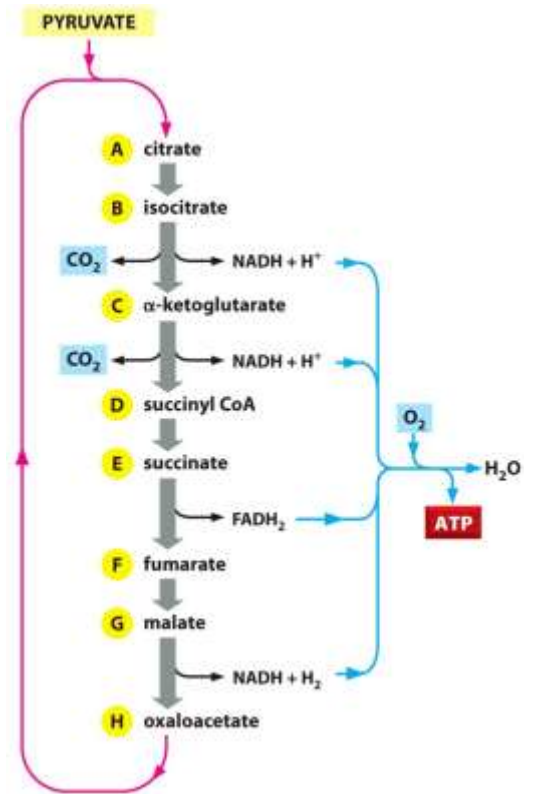 PYRUVATE
A citrate
B isocitrate
CO₂ NADH + H⁺
C α-ketoglutarate
CO₂ NADH + H⁺
D succinyl CoA
O₂
E succinate
H₂O
FADH₂
ATP
F fumarate
G malate
NADH + H₂
H oxaloacetate